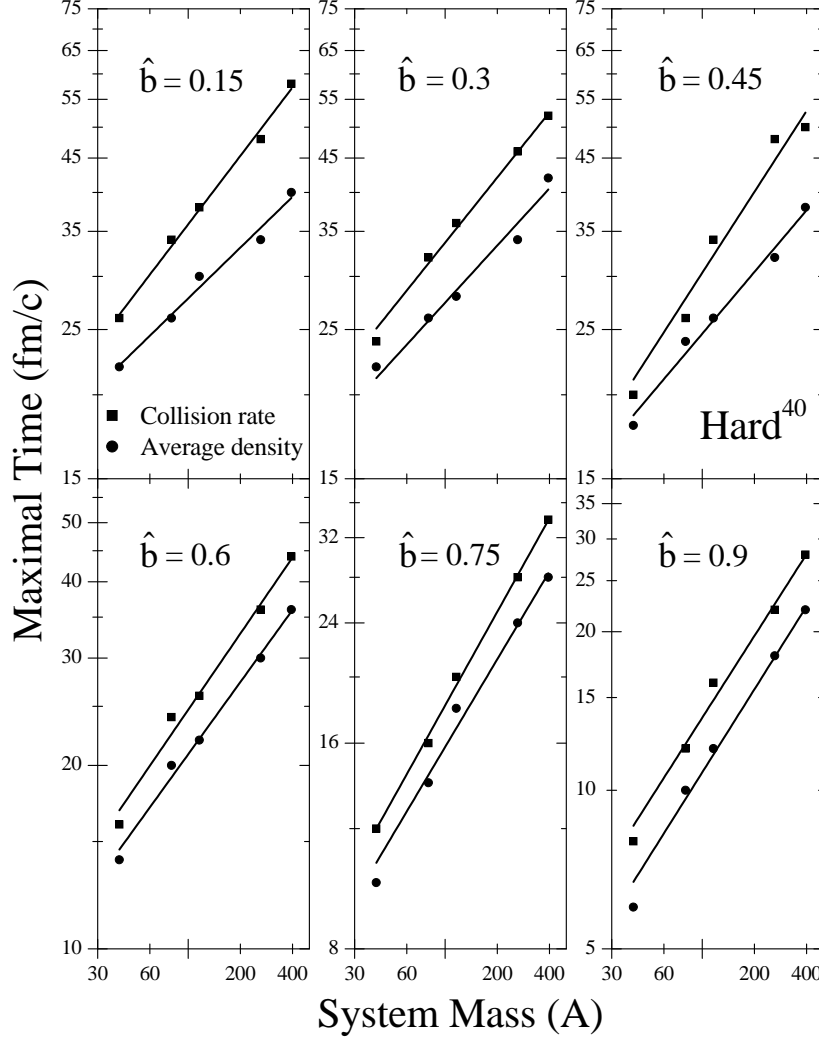 Maximal Time (fm/c)
75
65
55
45
35
25
15
b̂ = 0.15
■ Collision rate
● Average density
75
65
55
45
35
25
15
b̂ = 0.3
75
65
55
45
35
25
15
b̂ = 0.45
Hard⁴⁰
50
40
30
20
10
b̂ = 0.6
30 60 200 400
32
24
16
8
b̂ = 0.75
30 60 200 400
35
30
25
20
15
10
5
b̂ = 0.9
30 60 200 400
System Mass (A)